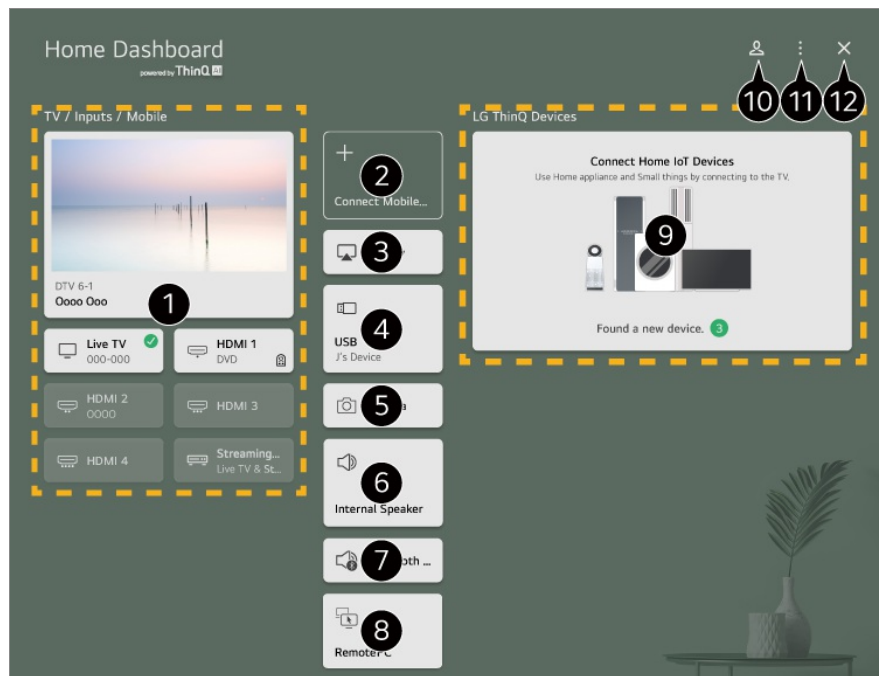 Home Dashboard
powered by ThinQ AI
10
11
12
TV / Inputs / Mobile
DTV 6-1
Oooo Ooo
1
Live TV
000-000
HDMI 1
DVD
HDMI 2
OOOO
HDMI 3
HDMI 4
Streaming...
Live TV & St...
+
2
Connect Mobile...
3
4
USB
J's Device
5
6
Internal Speaker
7
8
LG ThinQ Devices
Connect Home IoT Devices
Use Home appliance and Small things by connecting to the TV.
9
Found a new device. 3